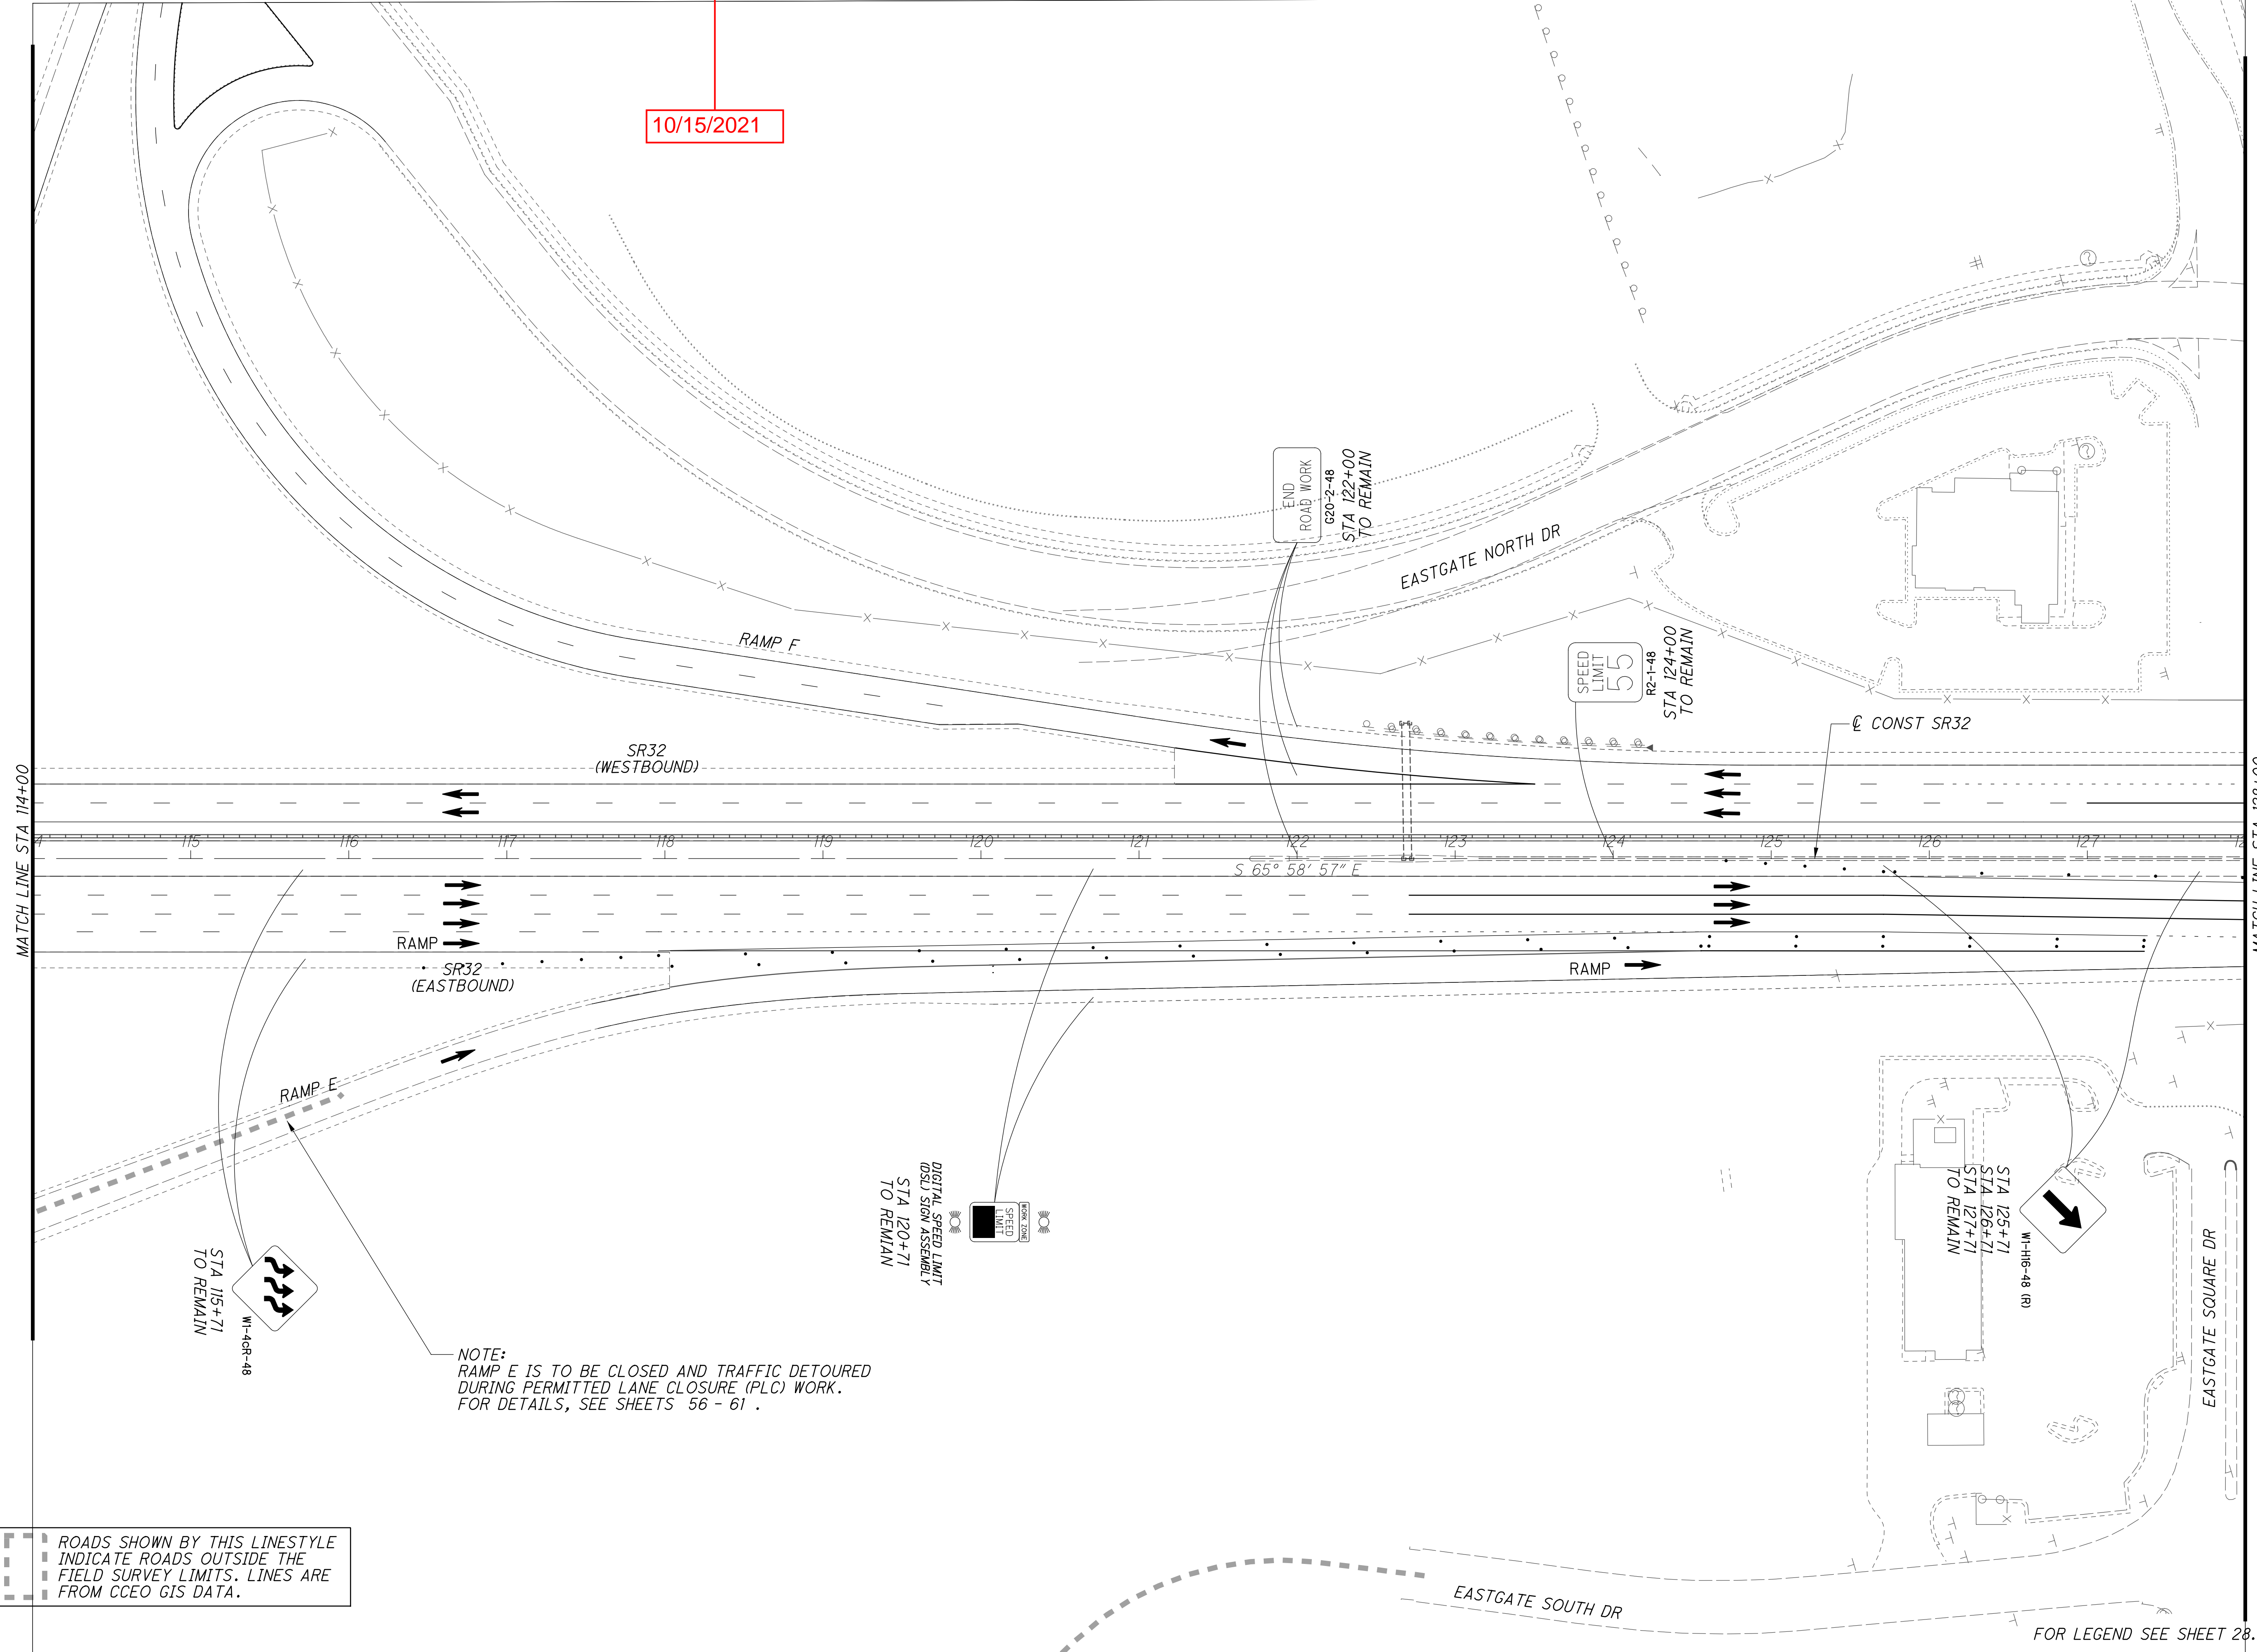 10/15/2021
END
ROAD WORK
G20-2-48
STA 122+00
TO REMAIN
EASTGATE NORTH DR
RAMP F
SPEED
LIMIT
55
R2-1-48
STA 124+00
TO REMAIN
℄ CONST SR32
SR32
(WESTBOUND)
MATCH LINE STA 114+00
115
116
117
118
119
120
121
122
123
124
125
126
127
S 65° 58' 57" E
RAMP
SR32
(EASTBOUND)
RAMP
RAMP E
DIGITAL SPEED LIMIT
(DSL) SIGN ASSEMBLY
STA 120+71
TO REMIAN
WORK ZONE
SPEED
LIMIT
STA 125+71
STA 126+71
STA 127+71
TO REMAIN
W1-H16-48 (R)
EASTGATE SQUARE DR
STA 115+71
TO REMAIN
W1-4cR-48
NOTE:
RAMP E IS TO BE CLOSED AND TRAFFIC DETOURED
DURING PERMITTED LANE CLOSURE (PLC) WORK.
FOR DETAILS, SEE SHEETS 56 - 61 .
ROADS SHOWN BY THIS LINESTYLE
INDICATE ROADS OUTSIDE THE
FIELD SURVEY LIMITS. LINES ARE
FROM CCEO GIS DATA.
EASTGATE SOUTH DR
FOR LEGEND SEE SHEET 28.